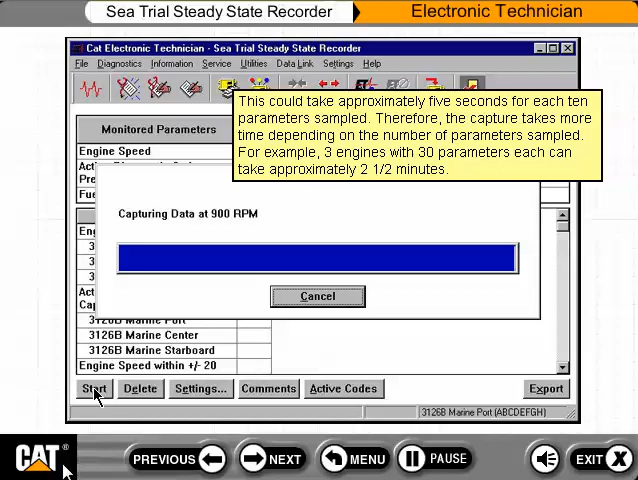 Sea Trial Steady State Recorder
Electronic Technician
Cat Electronic Technician - Sea Trial Steady State Recorder
File Diagnostics Information Service Utilities Data Link Settings Help
This could take approximately five seconds for each ten
parameters sampled. Therefore, the capture takes more
time depending on the number of parameters sampled.
For example, 3 engines with 30 parameters each can
take approximately 2 1/2 minutes.
Monitored Parameters
Engine Speed
Capturing Data at 900 RPM
Cancel
3126B Marine Port
3126B Marine Center
3126B Marine Starboard
Engine Speed within +/- 20
Start Delete Settings... Comments Active Codes Export
3126B Marine Port (ABCDEFGH)
CAT ® PREVIOUS NEXT MENU PAUSE EXIT X